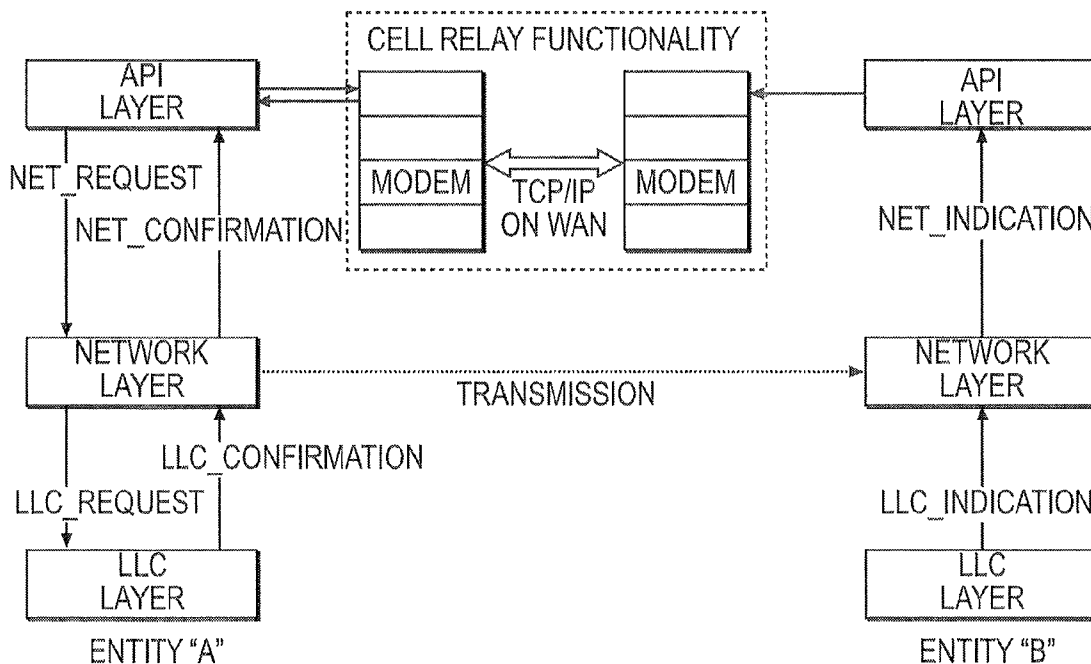 CELL RELAY FUNCTIONALITY
API
LAYER
API
LAYER
MODEM
TCP/IP
ON WAN
MODEM
NET_REQUEST
NET_CONFIRMATION
NET_INDICATION
NETWORK
LAYER
TRANSMISSION
NETWORK
LAYER
LLC_CONFIRMATION
LLC_REQUEST
LLC_INDICATION
LLC
LAYER
LLC
LAYER
ENTITY “A”
ENTITY “B”